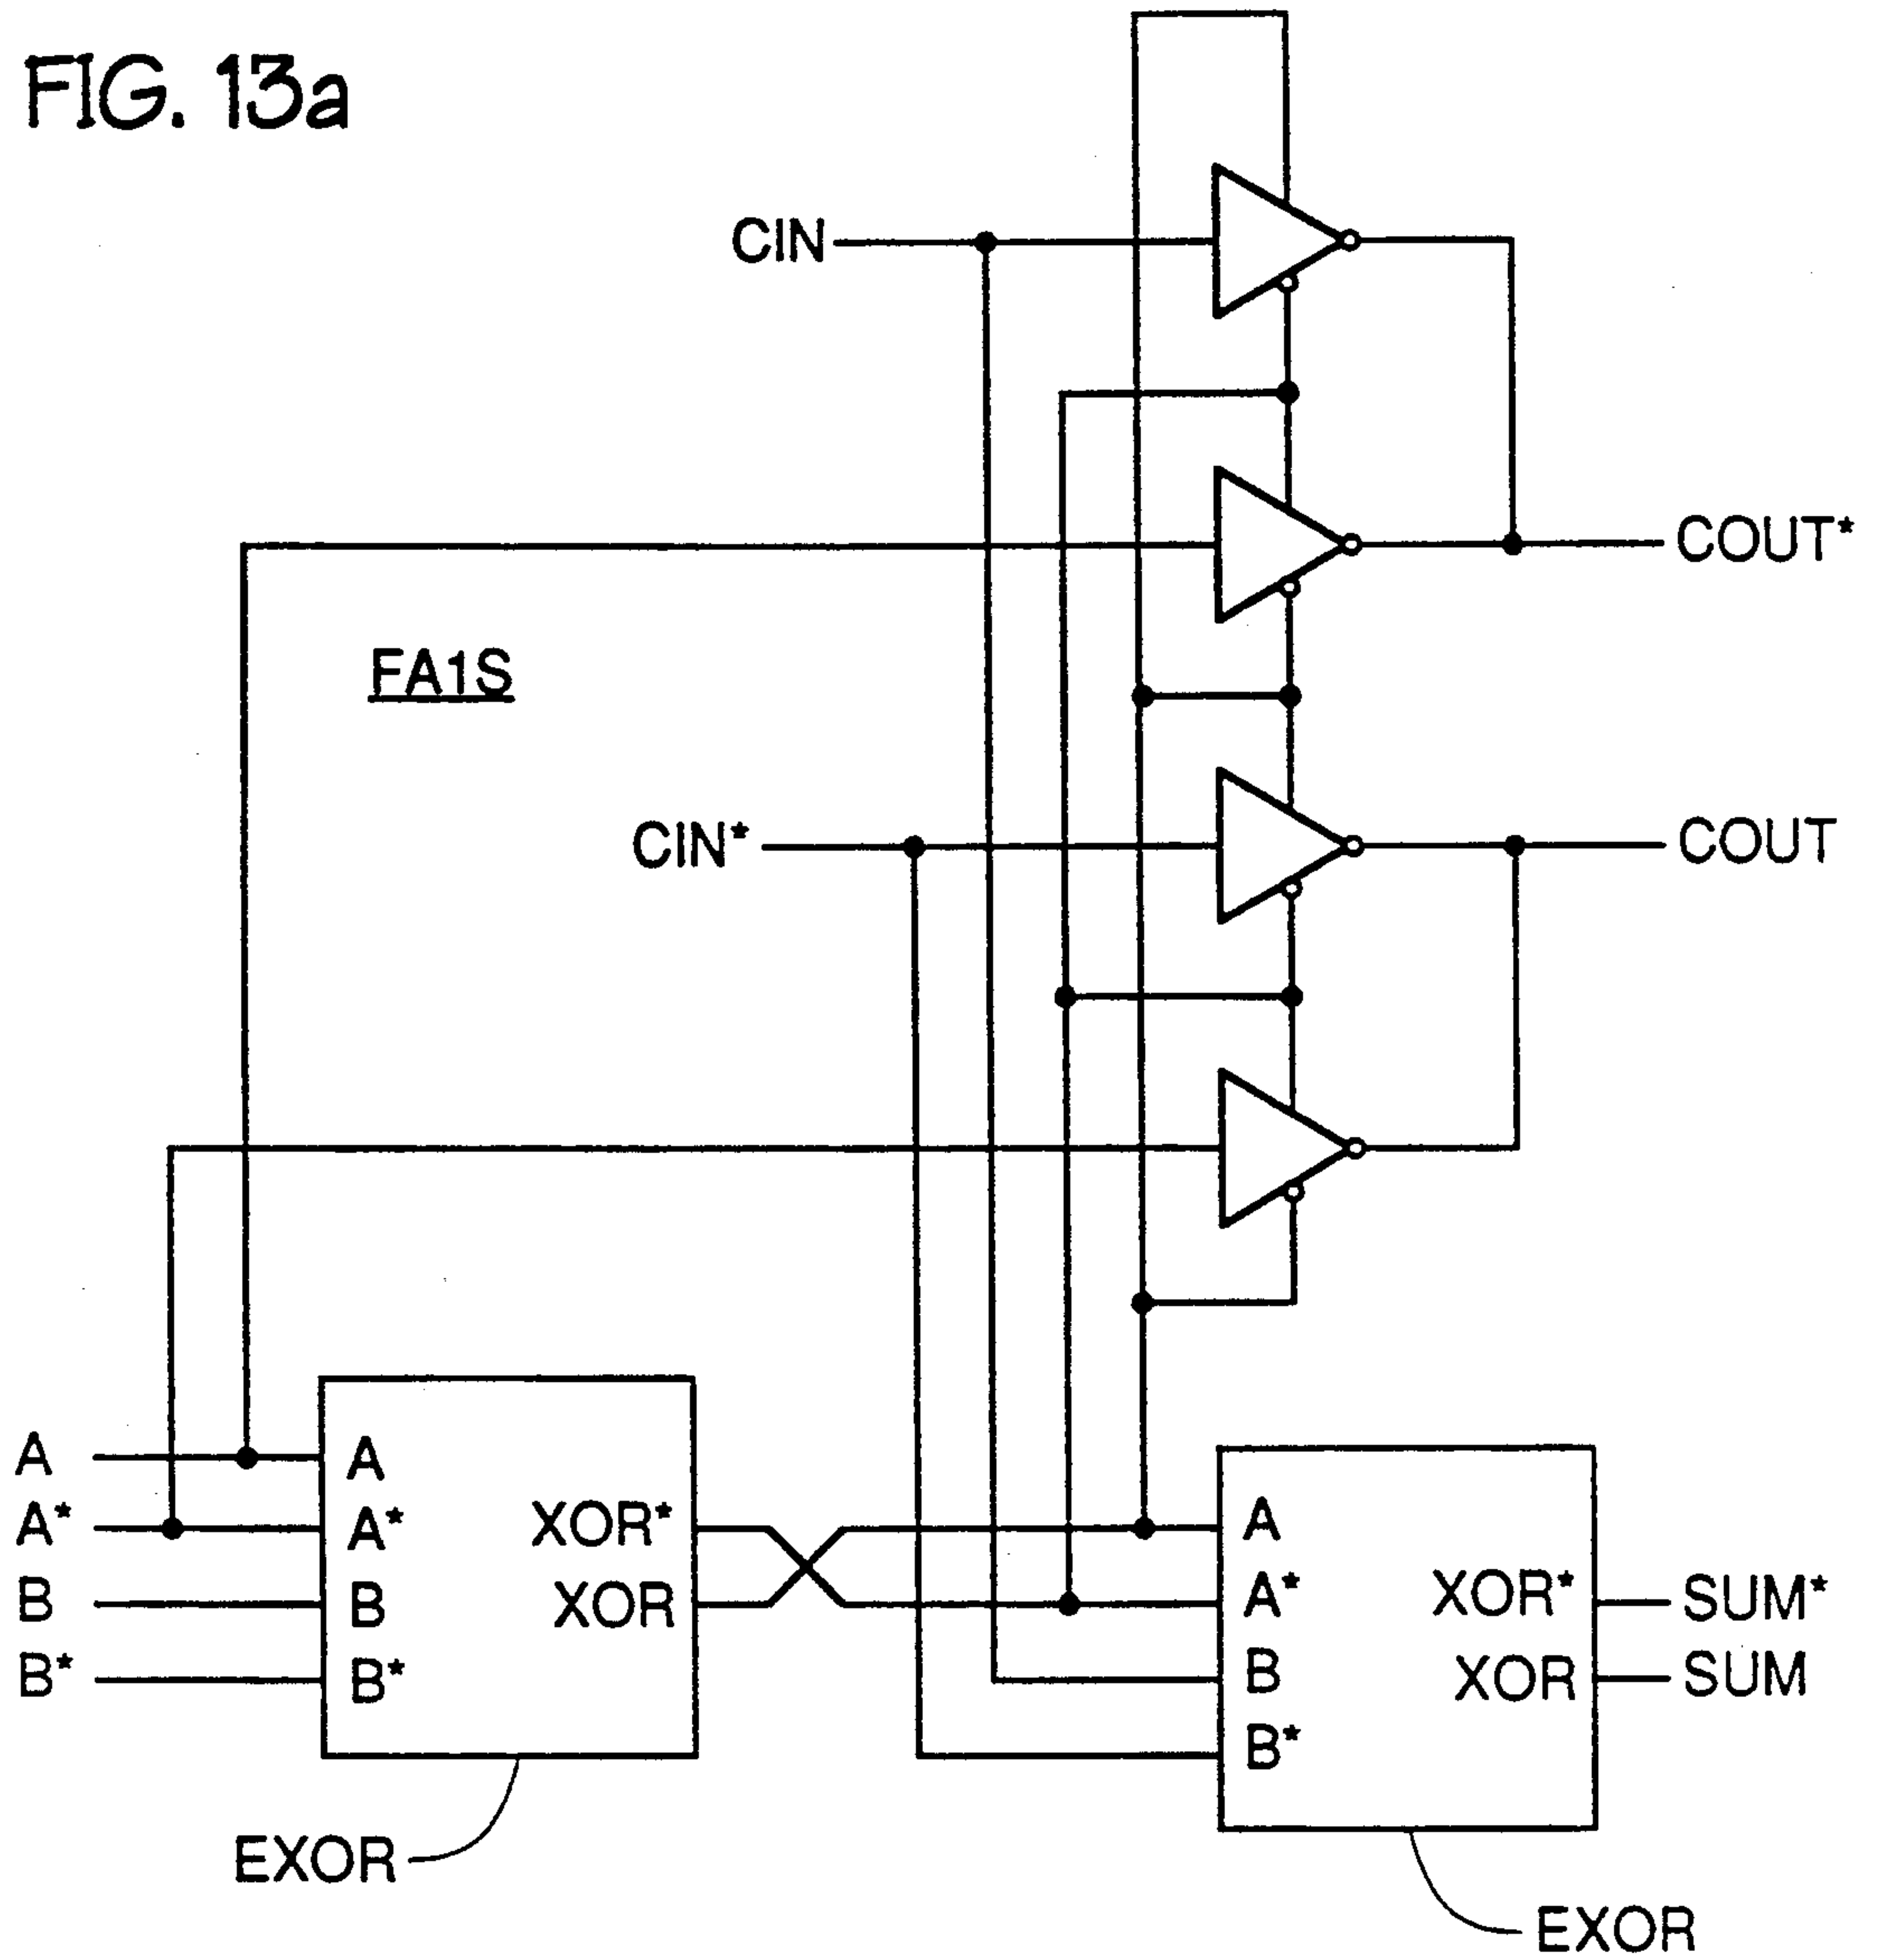 FIG. 13a
CIN
COUT*
FA1S
CIN*
COUT
A
A*
B
B*
A
A*
B
B*
XOR*
XOR
EXOR
A
A*
B
B*
XOR*
XOR
SUM*
SUM
EXOR